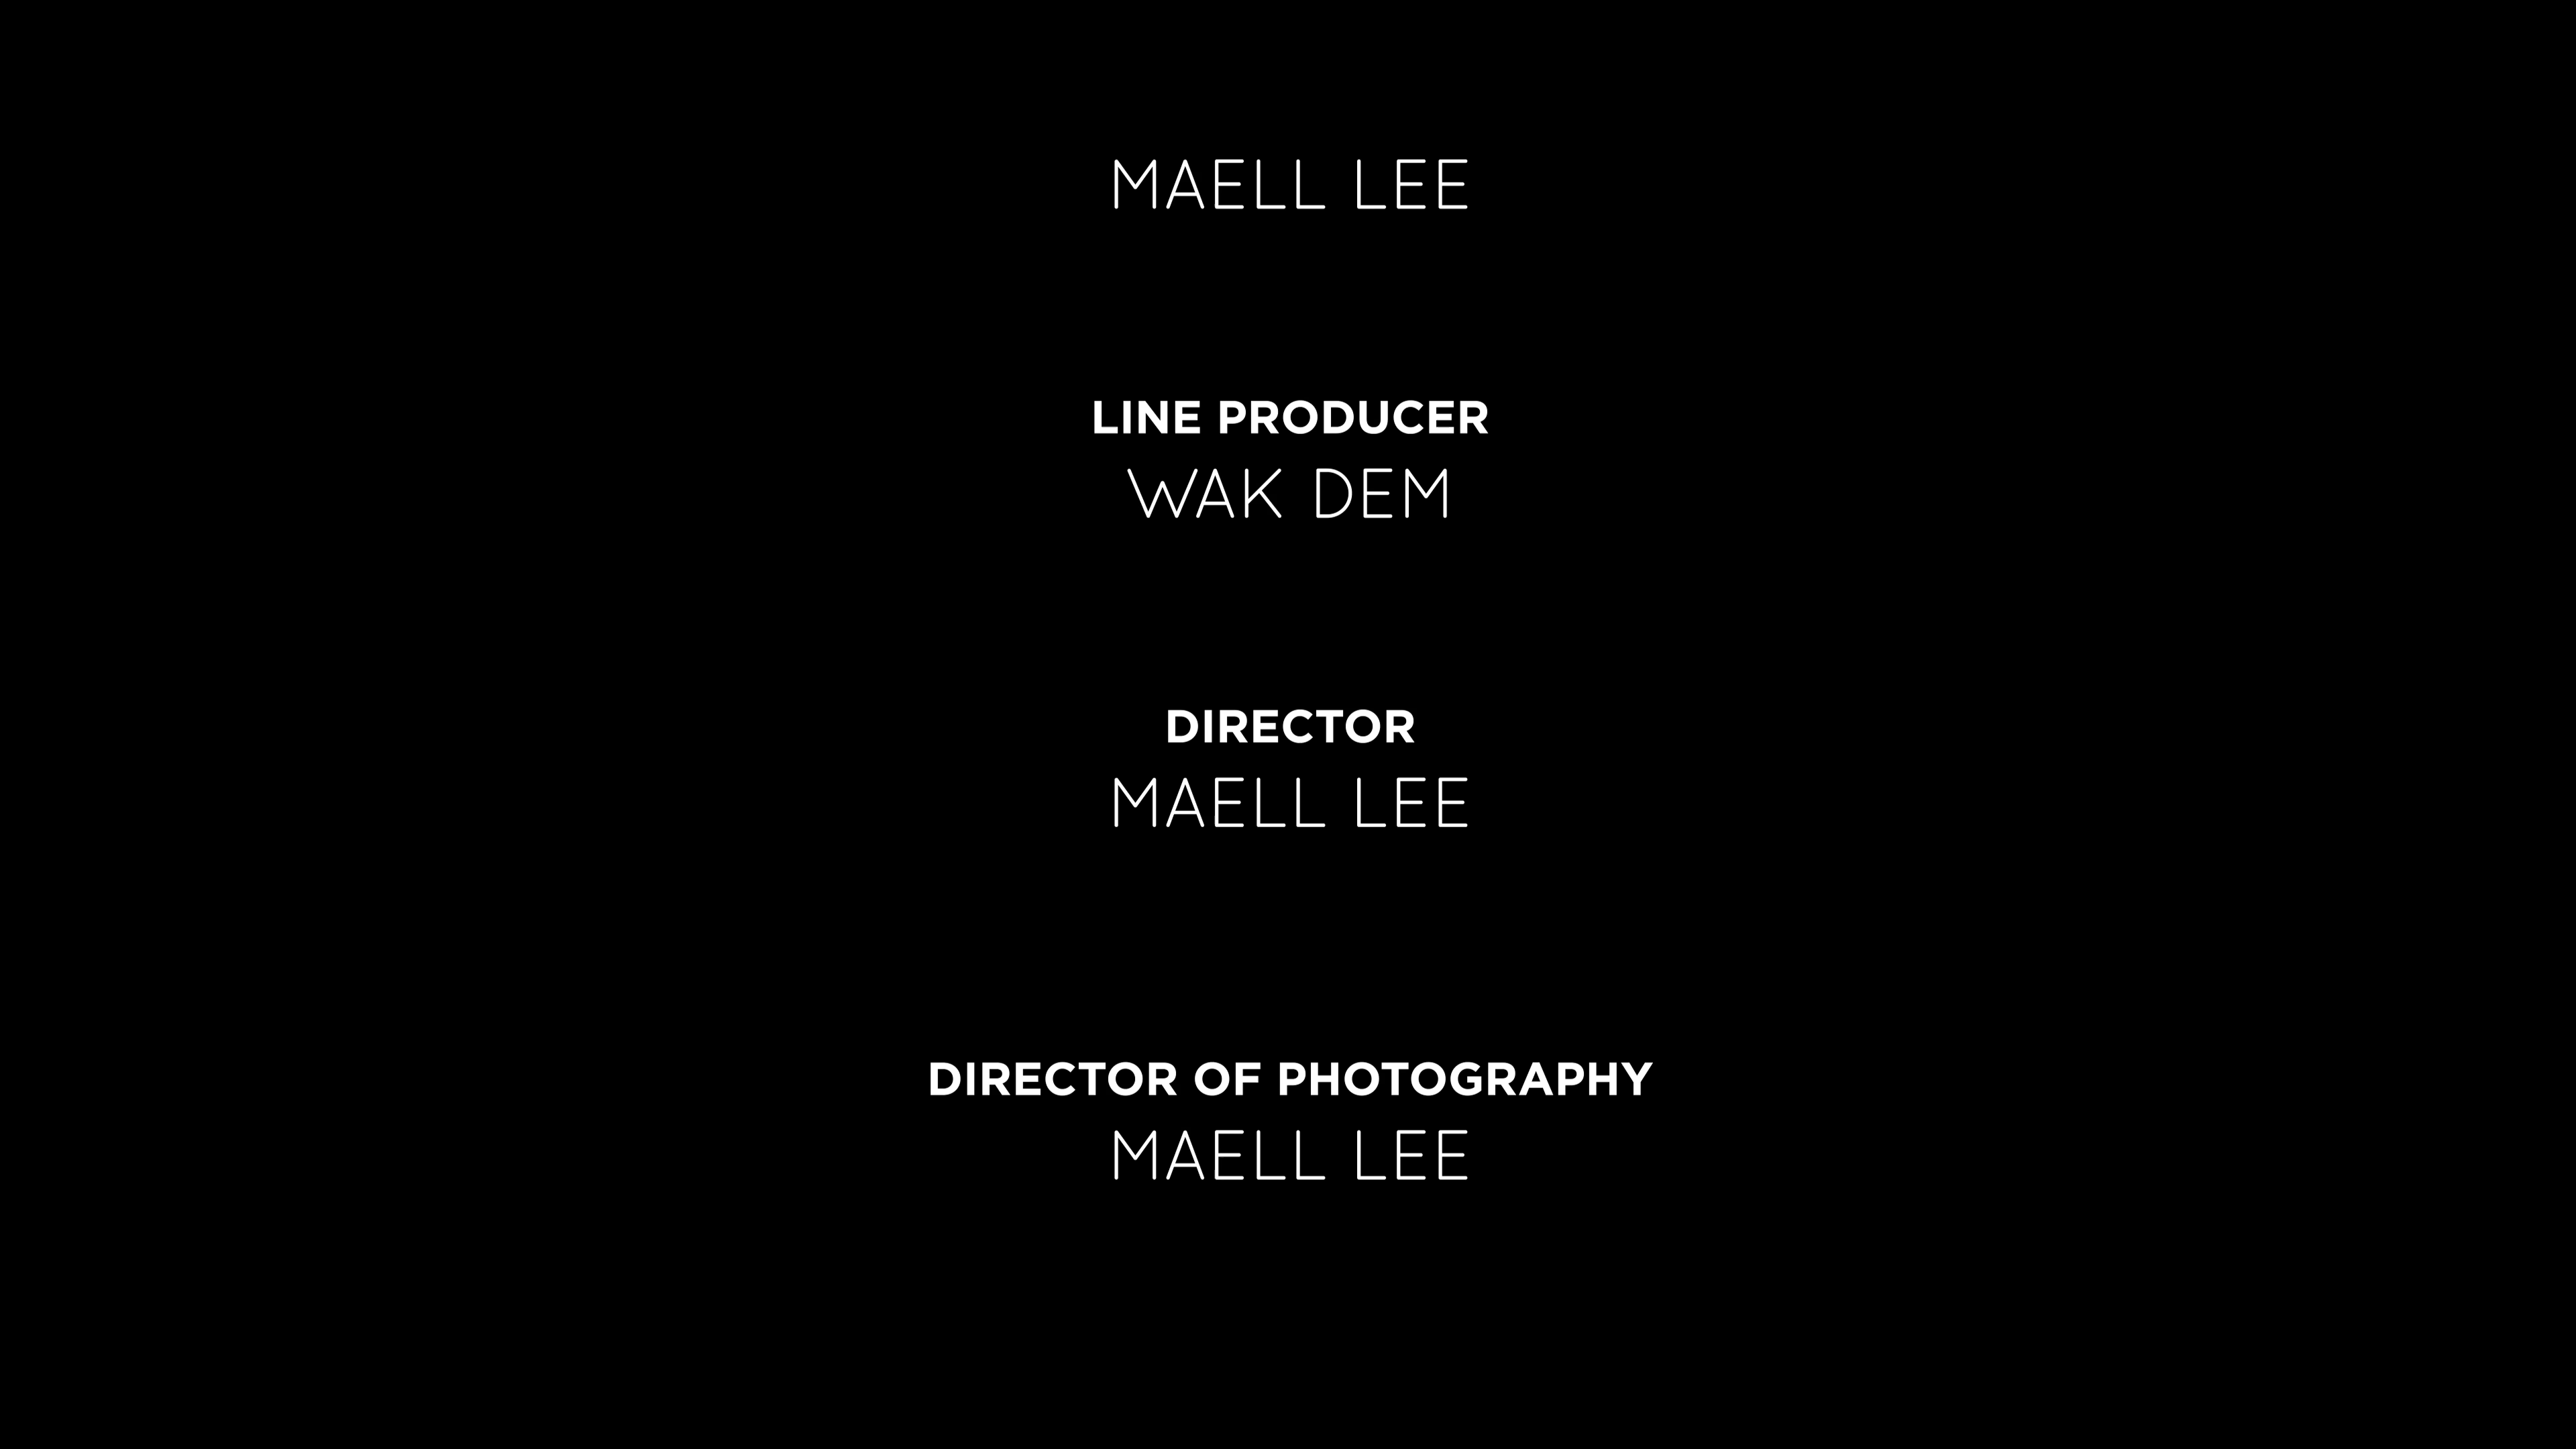 MAELL LEE
LINE PRODUCER
WAK DEM
DIRECTOR
MAELL LEE
DIRECTOR OF PHOTOGRAPHY
MAELL LEE